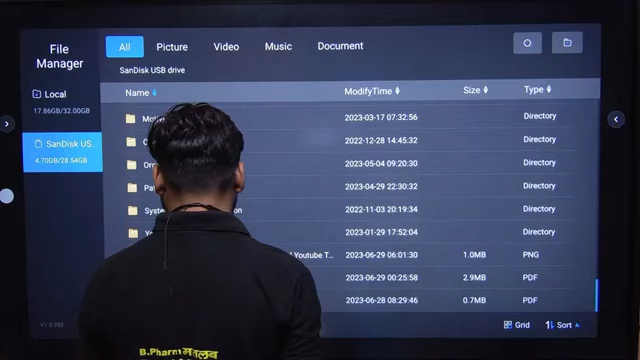 File
Manager
All Picture Video Music Document
SanDisk USB drive
Local
17.86GB/32.00GB
SanDisk US...
4.70GB/28.54GB
Name ModifyTime Size Type
2023-03-17 07:32:56 Directory
2022-12-28 14:45:32 Directory
2023-05-04 09:20:30 Directory
2023-04-29 22:30:32 Directory
2022-11-03 20:19:34 Directory
2023-01-29 17:52:04 Directory
Youtube T... 2023-06-29 06:01:30 1.0MB PNG
2023-06-29 00:25:58 2.9MB PDF
2023-06-28 08:29:46 0.7MB PDF
V1.0.355 Grid Sort
B.Pharm मतलब